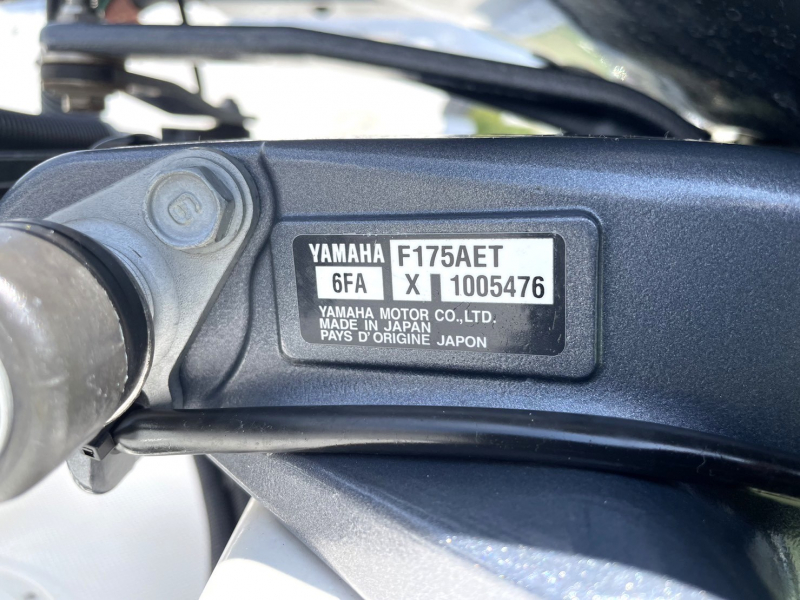 YAMAHA F175AET
6FA X 1005476
YAMAHA MOTOR CO.,LTD.
MADE IN JAPAN
PAYS D'ORIGINE JAPON